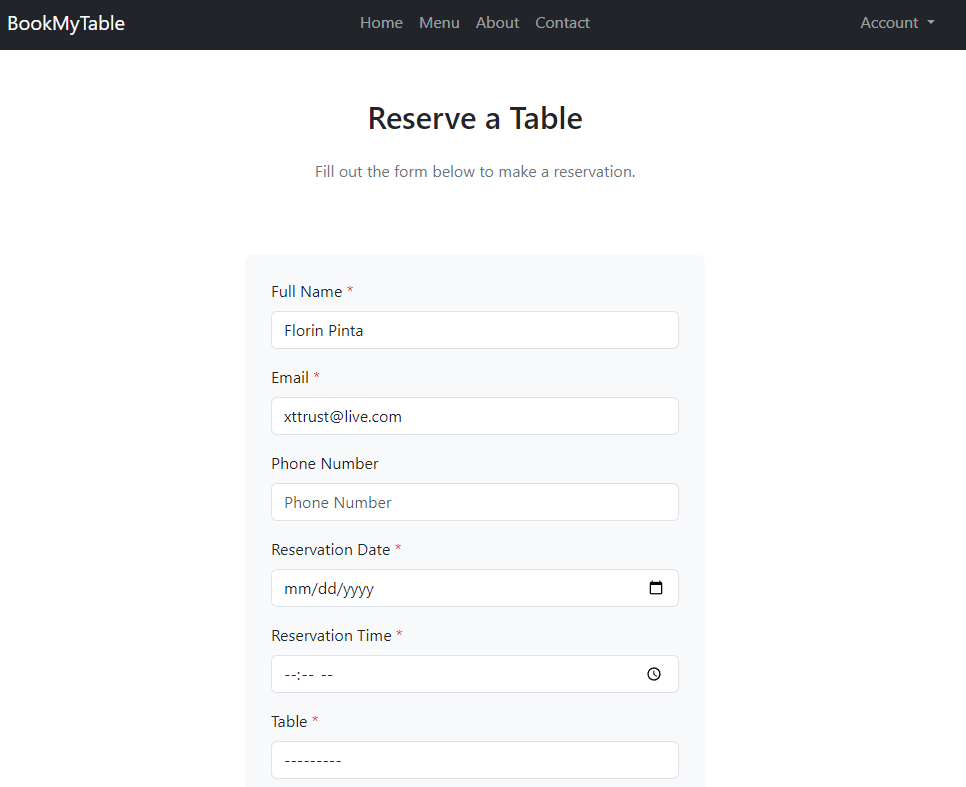 BookMyTable Home Menu About Contact Account
Reserve a Table
Fill out the form below to make a reservation.
Full Name *
Florin Pinta
Email *
xttrust@live.com
Phone Number
Phone Number
Reservation Date *
mm/dd/yyyy
Reservation Time *
--:-- --
Table *
---------